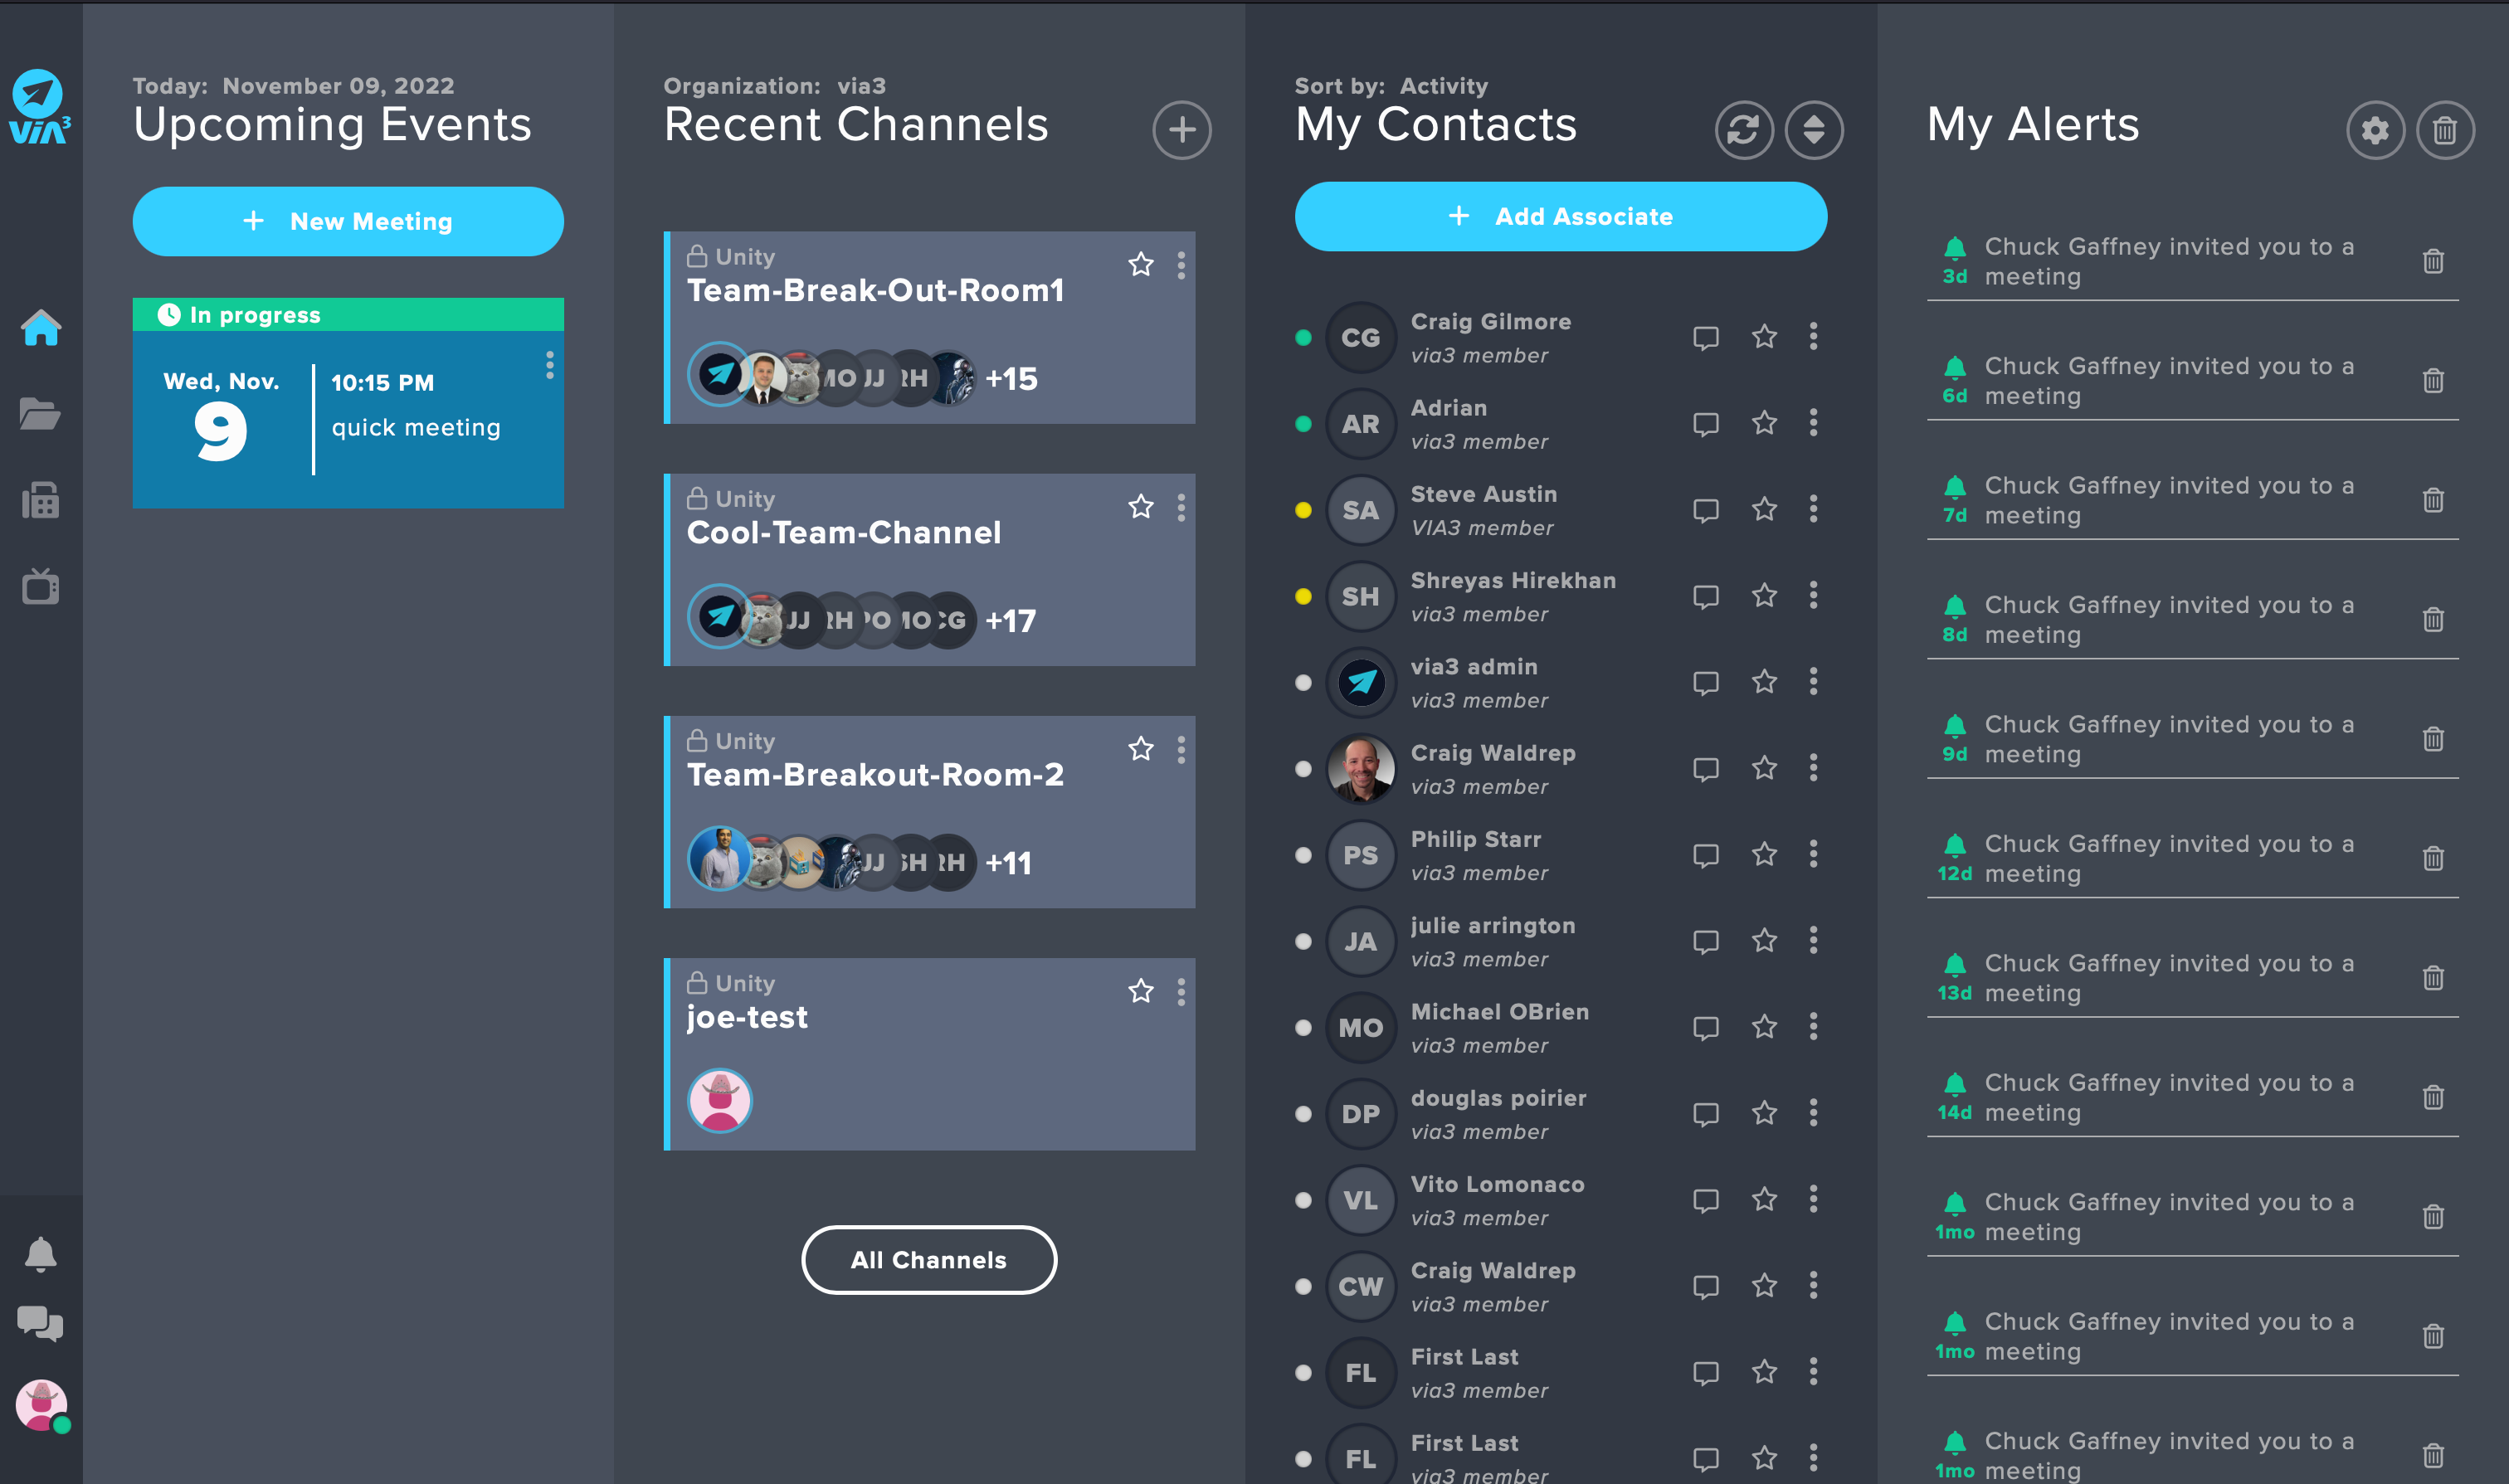 viA3
Today: November 09, 2022
Upcoming Events
+ New Meeting
In progress
Wed, Nov.
9
10:15 PM
quick meeting
Organization: via3
Recent Channels
Unity
Team-Break-Out-Room1
MO JJ RH +15
Unity
Cool-Team-Channel
JJ RH PO MO CG +17
Unity
Team-Breakout-Room-2
JJ SH RH +11
Unity
joe-test
All Channels
Sort by: Activity
My Contacts
+ Add Associate
CG Craig Gilmore
via3 member
AR Adrian
via3 member
SA Steve Austin
VIA3 member
SH Shreyas Hirekhan
via3 member
via3 admin
via3 member
Craig Waldrep
via3 member
PS Philip Starr
via3 member
JA julie arrington
via3 member
MO Michael OBrien
via3 member
DP douglas poirier
via3 member
VL Vito Lomonaco
via3 member
CW Craig Waldrep
via3 member
FL First Last
via3 member
FL First Last
via3 member
My Alerts
Chuck Gaffney invited you to a
3d meeting
Chuck Gaffney invited you to a
6d meeting
Chuck Gaffney invited you to a
7d meeting
Chuck Gaffney invited you to a
8d meeting
Chuck Gaffney invited you to a
9d meeting
Chuck Gaffney invited you to a
12d meeting
Chuck Gaffney invited you to a
13d meeting
Chuck Gaffney invited you to a
14d meeting
Chuck Gaffney invited you to a
1mo meeting
Chuck Gaffney invited you to a
1mo meeting
Chuck Gaffney invited you to a
1mo meeting